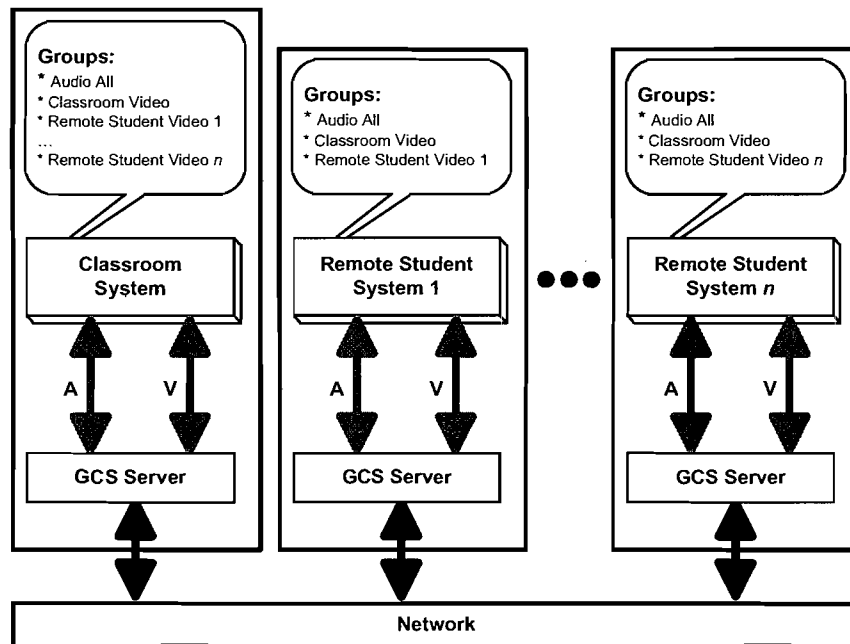 Groups:
* Audio All
* Classroom Video
* Remote Student Video 1
...
* Remote Student Video n
Classroom
System
A
V
GCS Server
Groups:
* Audio All
* Classroom Video
* Remote Student Video 1
Remote Student
System 1
A
V
GCS Server
Groups:
* Audio All
* Classroom Video
* Remote Student Video n
Remote Student
System n
A
V
GCS Server
Network